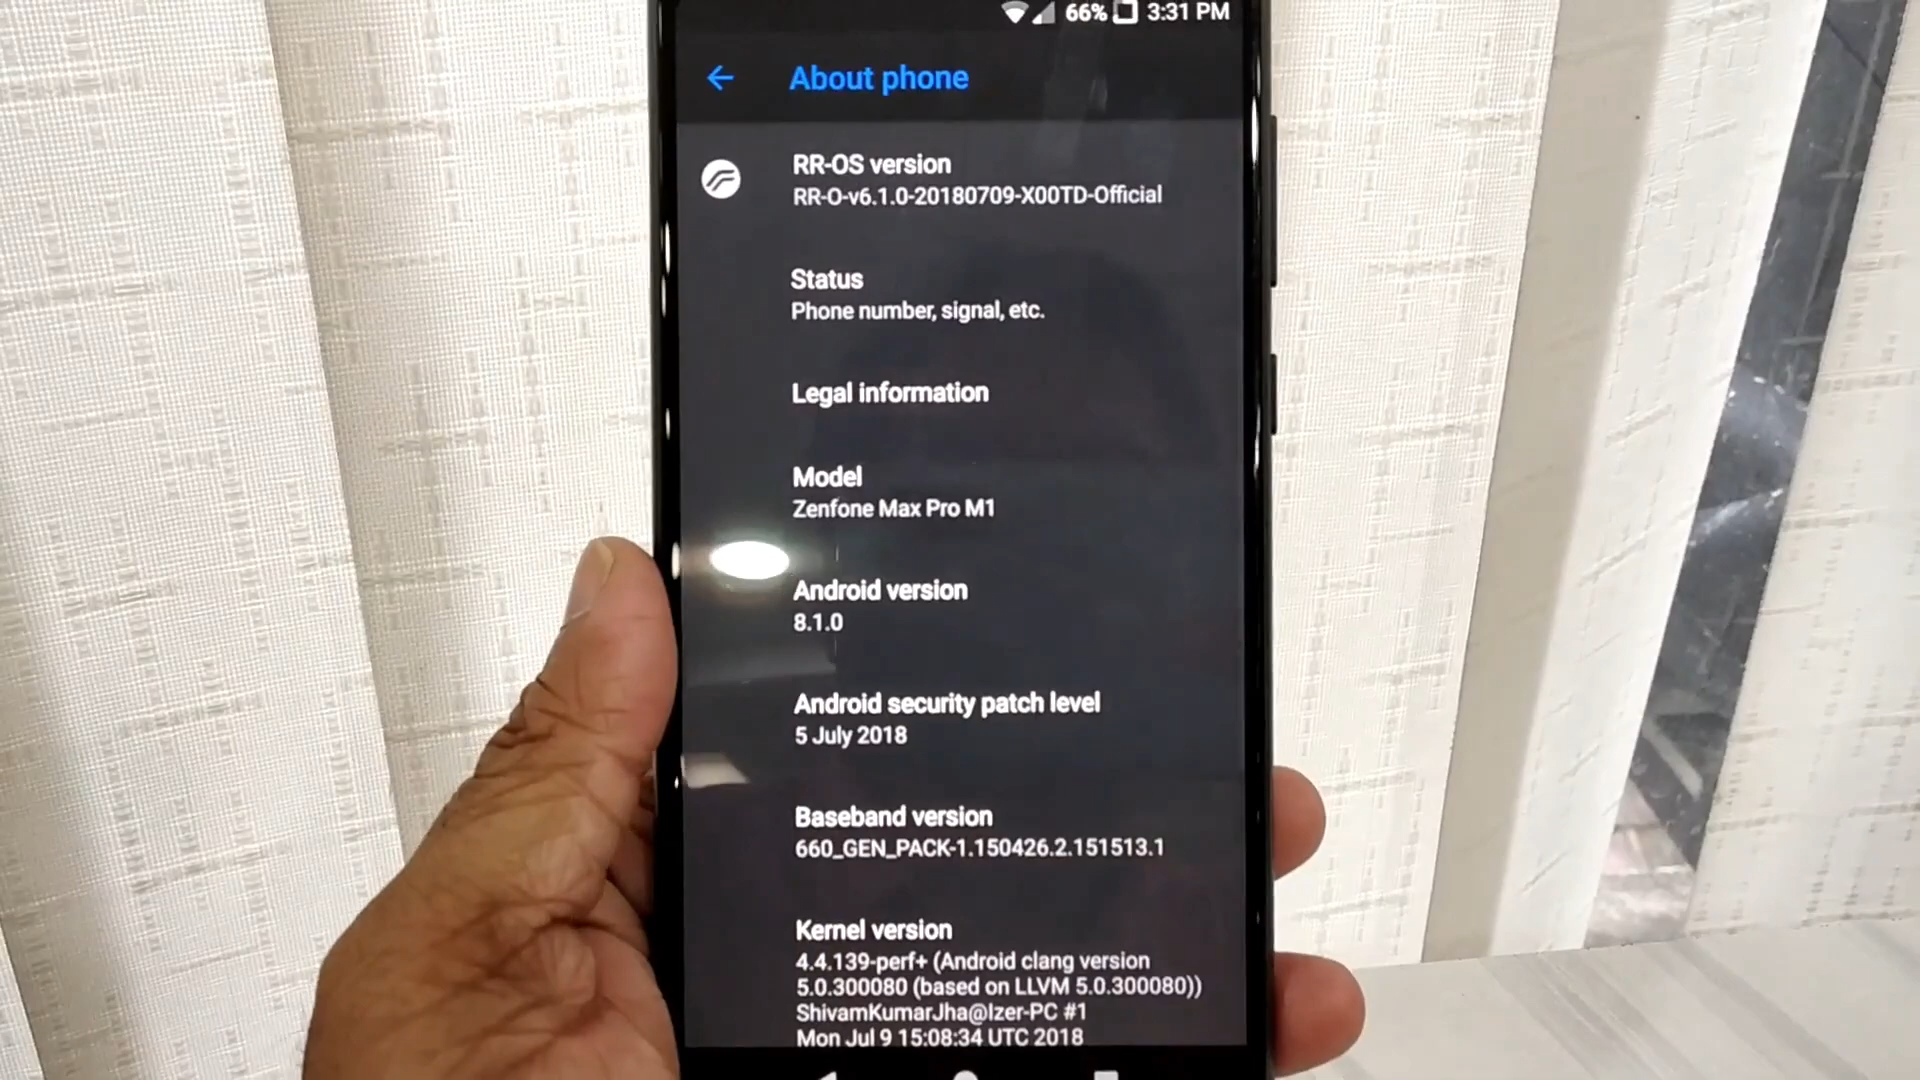 66% 3:31 PM
About phone
RR-OS version
RR-O-v6.1.0-20180709-X00TD-Official
Status
Phone number, signal, etc.
Legal information
Model
Zenfone Max Pro M1
Android version
8.1.0
Android security patch level
5 July 2018
Baseband version
660_GEN_PACK-1.150426.2.151513.1
Kernel version
4.4.139-perf+ (Android clang version
5.0.300080 (based on LLVM 5.0.300080))
ShivamKumarJha@Izer-PC #1
Mon Jul 9 15:08:34 UTC 2018